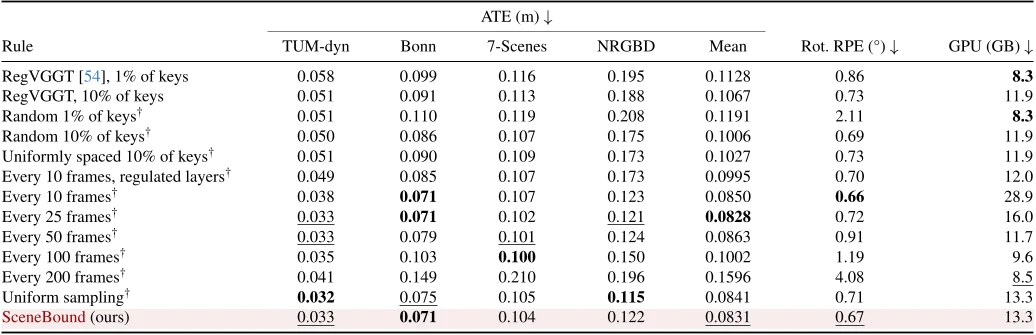 ATE (m) ↓
Rule TUM-dyn Bonn 7-Scenes NRGBD Mean Rot. RPE (°) ↓ GPU (GB) ↓
RegVGGT [54], 1% of keys 0.058 0.099 0.116 0.195 0.1128 0.86 8.3
RegVGGT, 10% of keys 0.051 0.091 0.113 0.188 0.1067 0.73 11.9
Random 1% of keys† 0.051 0.110 0.119 0.208 0.1191 2.11 8.3
Random 10% of keys† 0.050 0.086 0.107 0.175 0.1006 0.69 11.9
Uniformly spaced 10% of keys† 0.051 0.090 0.109 0.173 0.1027 0.73 11.9
Every 10 frames, regulated layers† 0.049 0.085 0.107 0.173 0.0995 0.70 12.0
Every 10 frames† 0.038 0.071 0.107 0.123 0.0850 0.66 28.9
Every 25 frames† 0.033 0.071 0.102 0.121 0.0828 0.72 16.0
Every 50 frames† 0.033 0.079 0.101 0.124 0.0863 0.91 11.7
Every 100 frames† 0.035 0.103 0.100 0.150 0.1002 1.19 9.6
Every 200 frames† 0.041 0.149 0.210 0.196 0.1596 4.08 8.5
Uniform sampling† 0.032 0.075 0.105 0.115 0.0841 0.71 13.3
SceneBound (ours) 0.033 0.071 0.104 0.122 0.0831 0.67 13.3